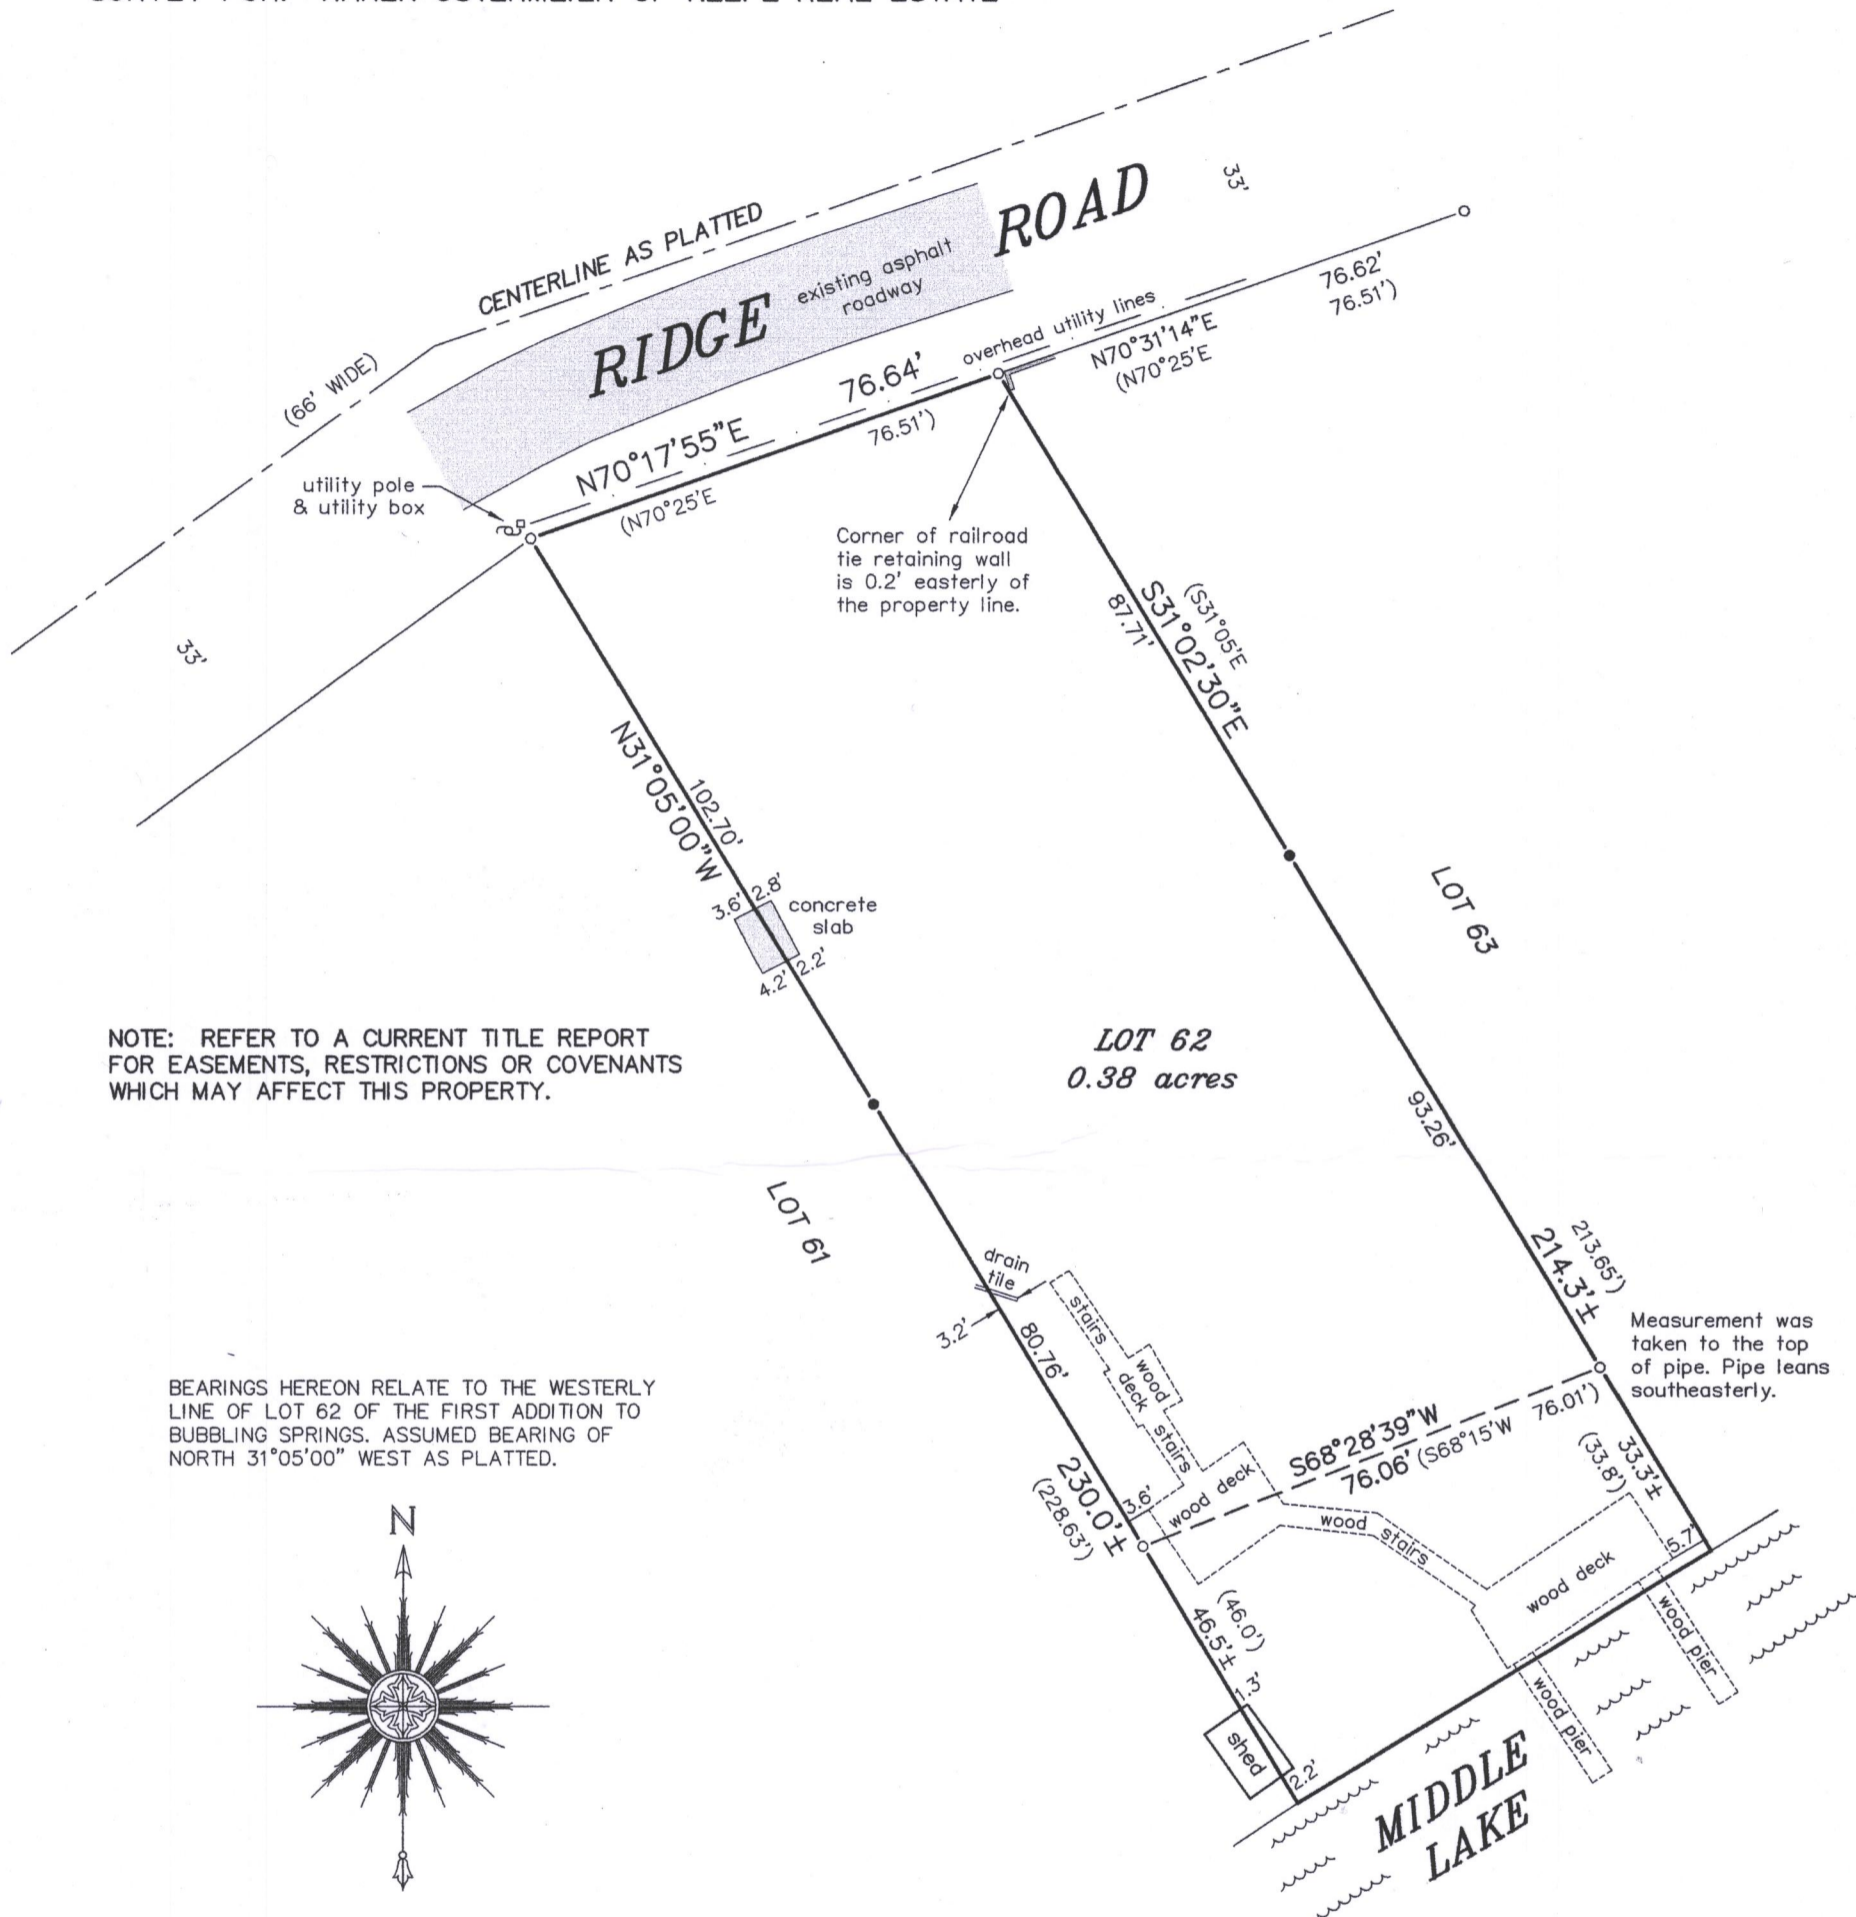 CENTERLINE AS PLATTED
(66' WIDE)
RIDGE ROAD
existing asphalt
roadway
33'
33'
76.62'
76.51')
overhead utility lines
N70°31'14"E
(N70°25'E
N70°17'55"E
76.64'
(N70°25'E
76.51')
utility pole
& utility box
Corner of railroad
tie retaining wall
is 0.2' easterly of
the property line.
(S31°05'E
S31°02'30"E
87.71'
N31°05'00"W
102.70'
3.6'
2.8'
concrete
slab
4.2'
2.2'
LOT 63
NOTE: REFER TO A CURRENT TITLE REPORT
FOR EASEMENTS, RESTRICTIONS OR COVENANTS
WHICH MAY AFFECT THIS PROPERTY.
LOT 62
0.38 acres
93.26'
LOT 61
drain
tile
3.2'
80.76'
stairs
wood
deck
stairs
wood deck
213.65')
214.3'±
Measurement was
taken to the top
of pipe. Pipe leans
southeasterly.
BEARINGS HEREON RELATE TO THE WESTERLY
LINE OF LOT 62 OF THE FIRST ADDITION TO
BUBBLING SPRINGS. ASSUMED BEARING OF
NORTH 31°05'00" WEST AS PLATTED.
N
S68°28'39"W
76.06'
(S68°15'W
76.01')
230.0'±
(228.63')
3.6'
33.3'±
(33.8')
wood stairs
wood deck
5.7'
wood pier
wood pier
(46.0')
46.5'±
1.3'
shed
2.2'
MIDDLE
LAKE